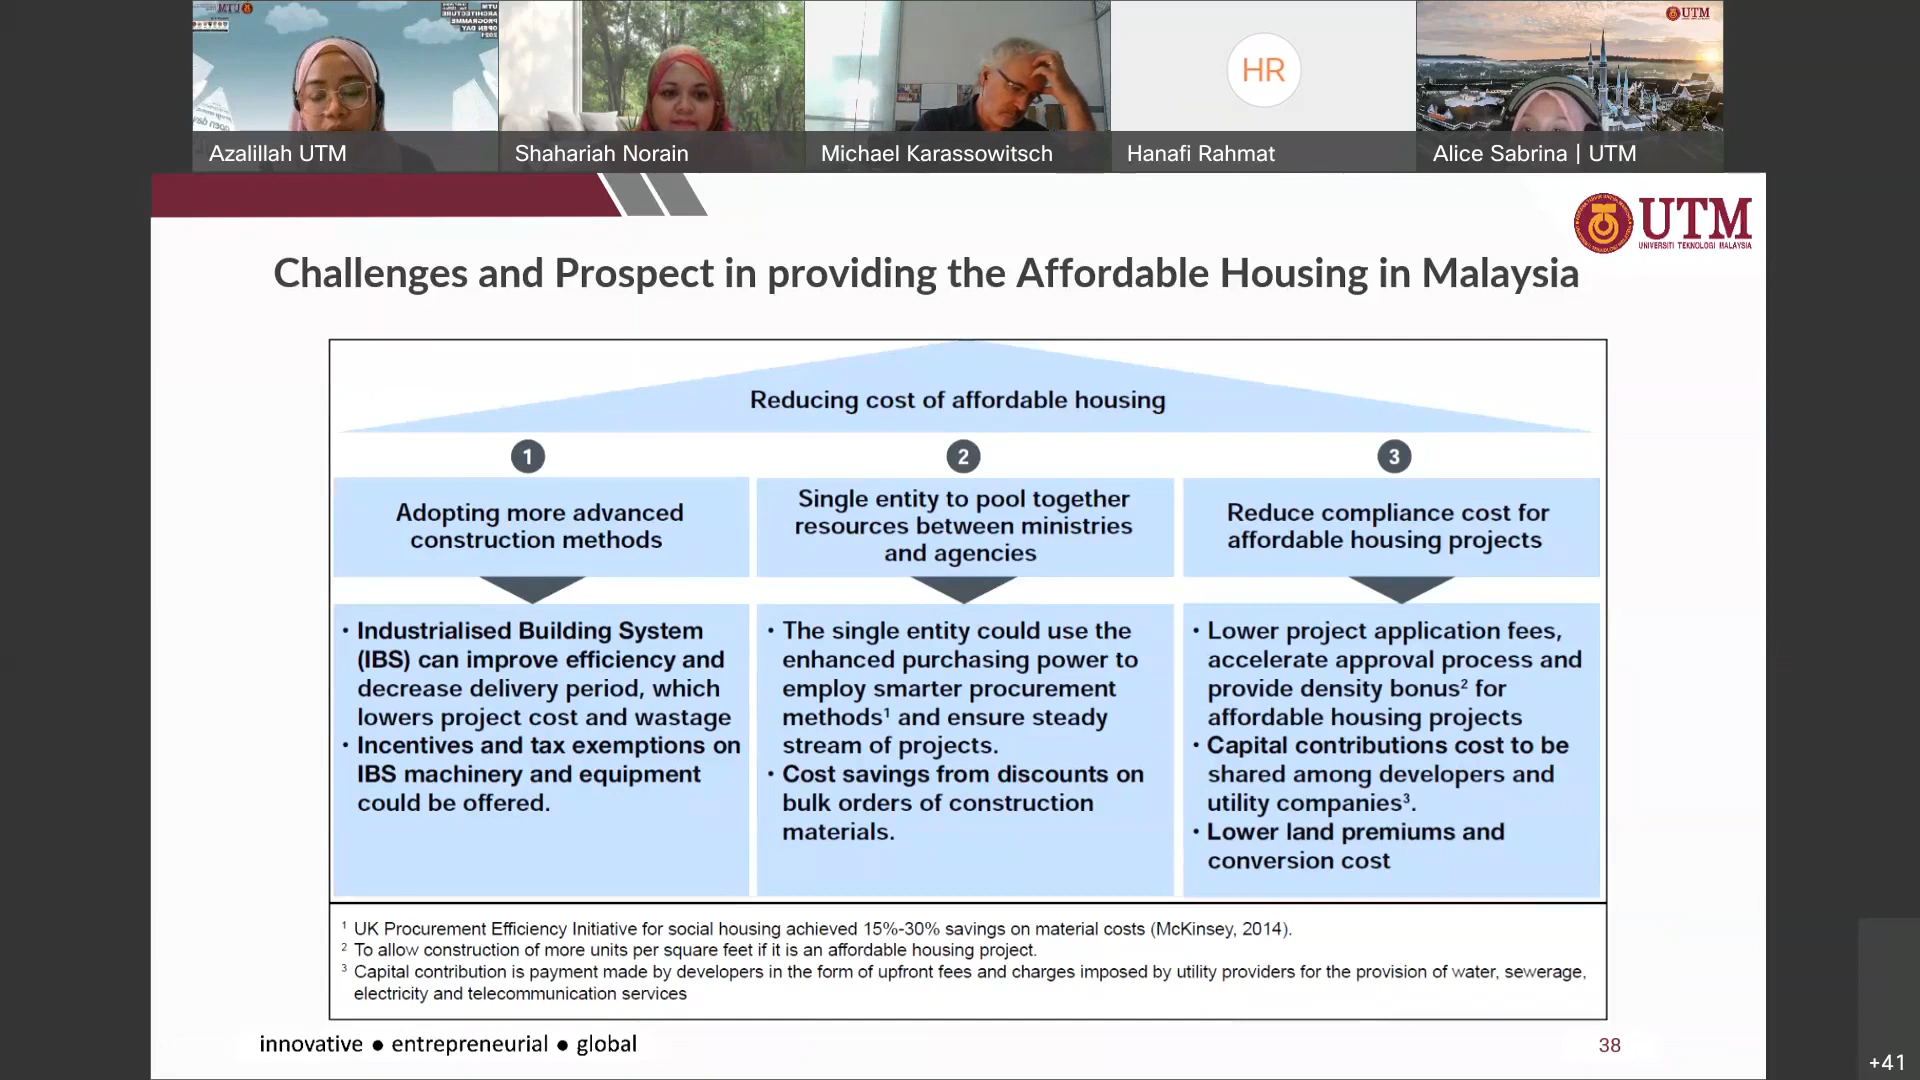 UTM
ARCHITECTURE
PROGRAMME
OPEN DAY
2021
UTM
Azalillah UTM
Shahariah Norain
Michael Karassowitsch
HR
Hanafi Rahmat
Alice Sabrina | UTM
UTM
UNIVERSITI TEKNOLOGI MALAYSIA
Challenges and Prospect in providing the Affordable Housing in Malaysia
Reducing cost of affordable housing
1
Adopting more advanced
construction methods
• Industrialised Building System
(IBS) can improve efficiency and
decrease delivery period, which
lowers project cost and wastage
• Incentives and tax exemptions on
IBS machinery and equipment
could be offered.
2
Single entity to pool together
resources between ministries
and agencies
• The single entity could use the
enhanced purchasing power to
employ smarter procurement
methods¹ and ensure steady
stream of projects.
• Cost savings from discounts on
bulk orders of construction
materials.
3
Reduce compliance cost for
affordable housing projects
• Lower project application fees,
accelerate approval process and
provide density bonus² for
affordable housing projects
• Capital contributions cost to be
shared among developers and
utility companies³.
• Lower land premiums and
conversion cost
¹ UK Procurement Efficiency Initiative for social housing achieved 15%-30% savings on material costs (McKinsey, 2014).
² To allow construction of more units per square feet if it is an affordable housing project.
³ Capital contribution is payment made by developers in the form of upfront fees and charges imposed by utility providers for the provision of water, sewerage,
electricity and telecommunication services
innovative ● entrepreneurial ● global
38
+41